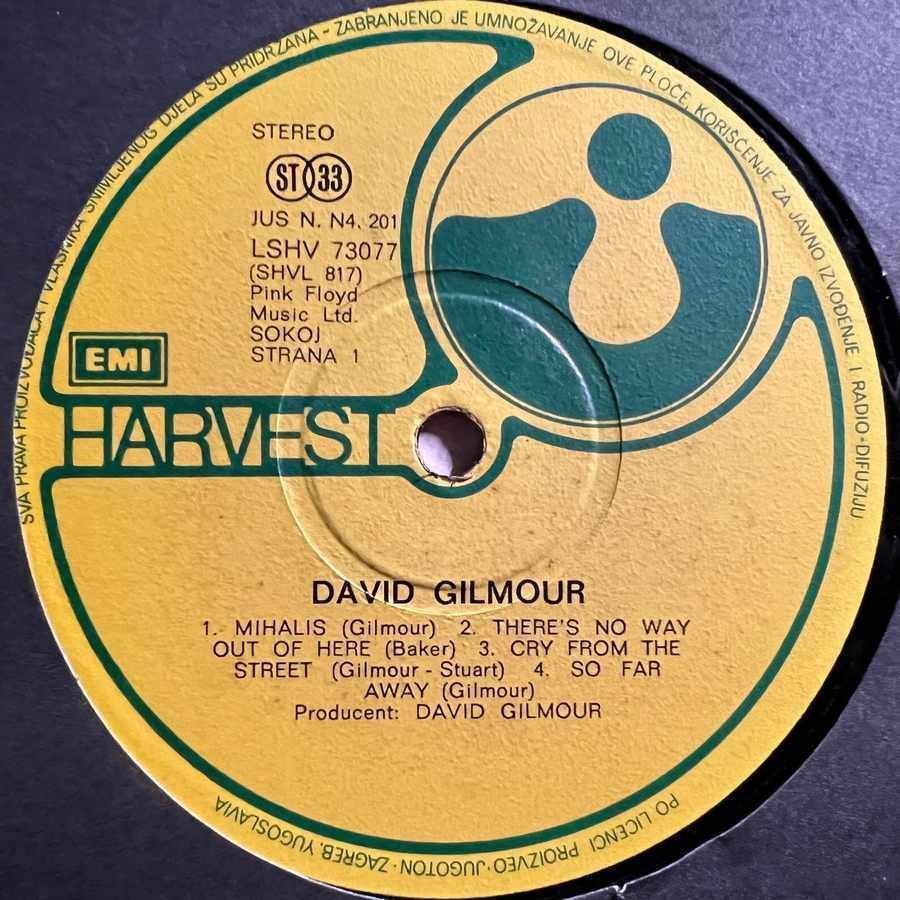 SVA PRAVA PROIZVOĐAČA I VLASNIKA SNIMLJENOG DJELA SU PRIDRŽANA - ZABRANJENO JE UMNOŽAVANJE OVE PLOČE, KORIŠĆENJE ZA JAVNO IZVOĐENJE I RADIO-DIFUZIJU
STEREO
ST 33
JUS N. N4. 201
LSHV 73077
(SHVL 817)
Pink Floyd
Music Ltd.
SOKOJ
STRANA 1
EMI
HARVEST
DAVID GILMOUR
1. MIHALIS (Gilmour) 2. THERE'S NO WAY
OUT OF HERE (Baker) 3. CRY FROM THE
STREET (Gilmour - Stuart) 4. SO FAR
AWAY (Gilmour)
Producent: DAVID GILMOUR
PO LICENCI PROIZVEO·JUGOTON·ZAGREB, YUGOSLAVIA